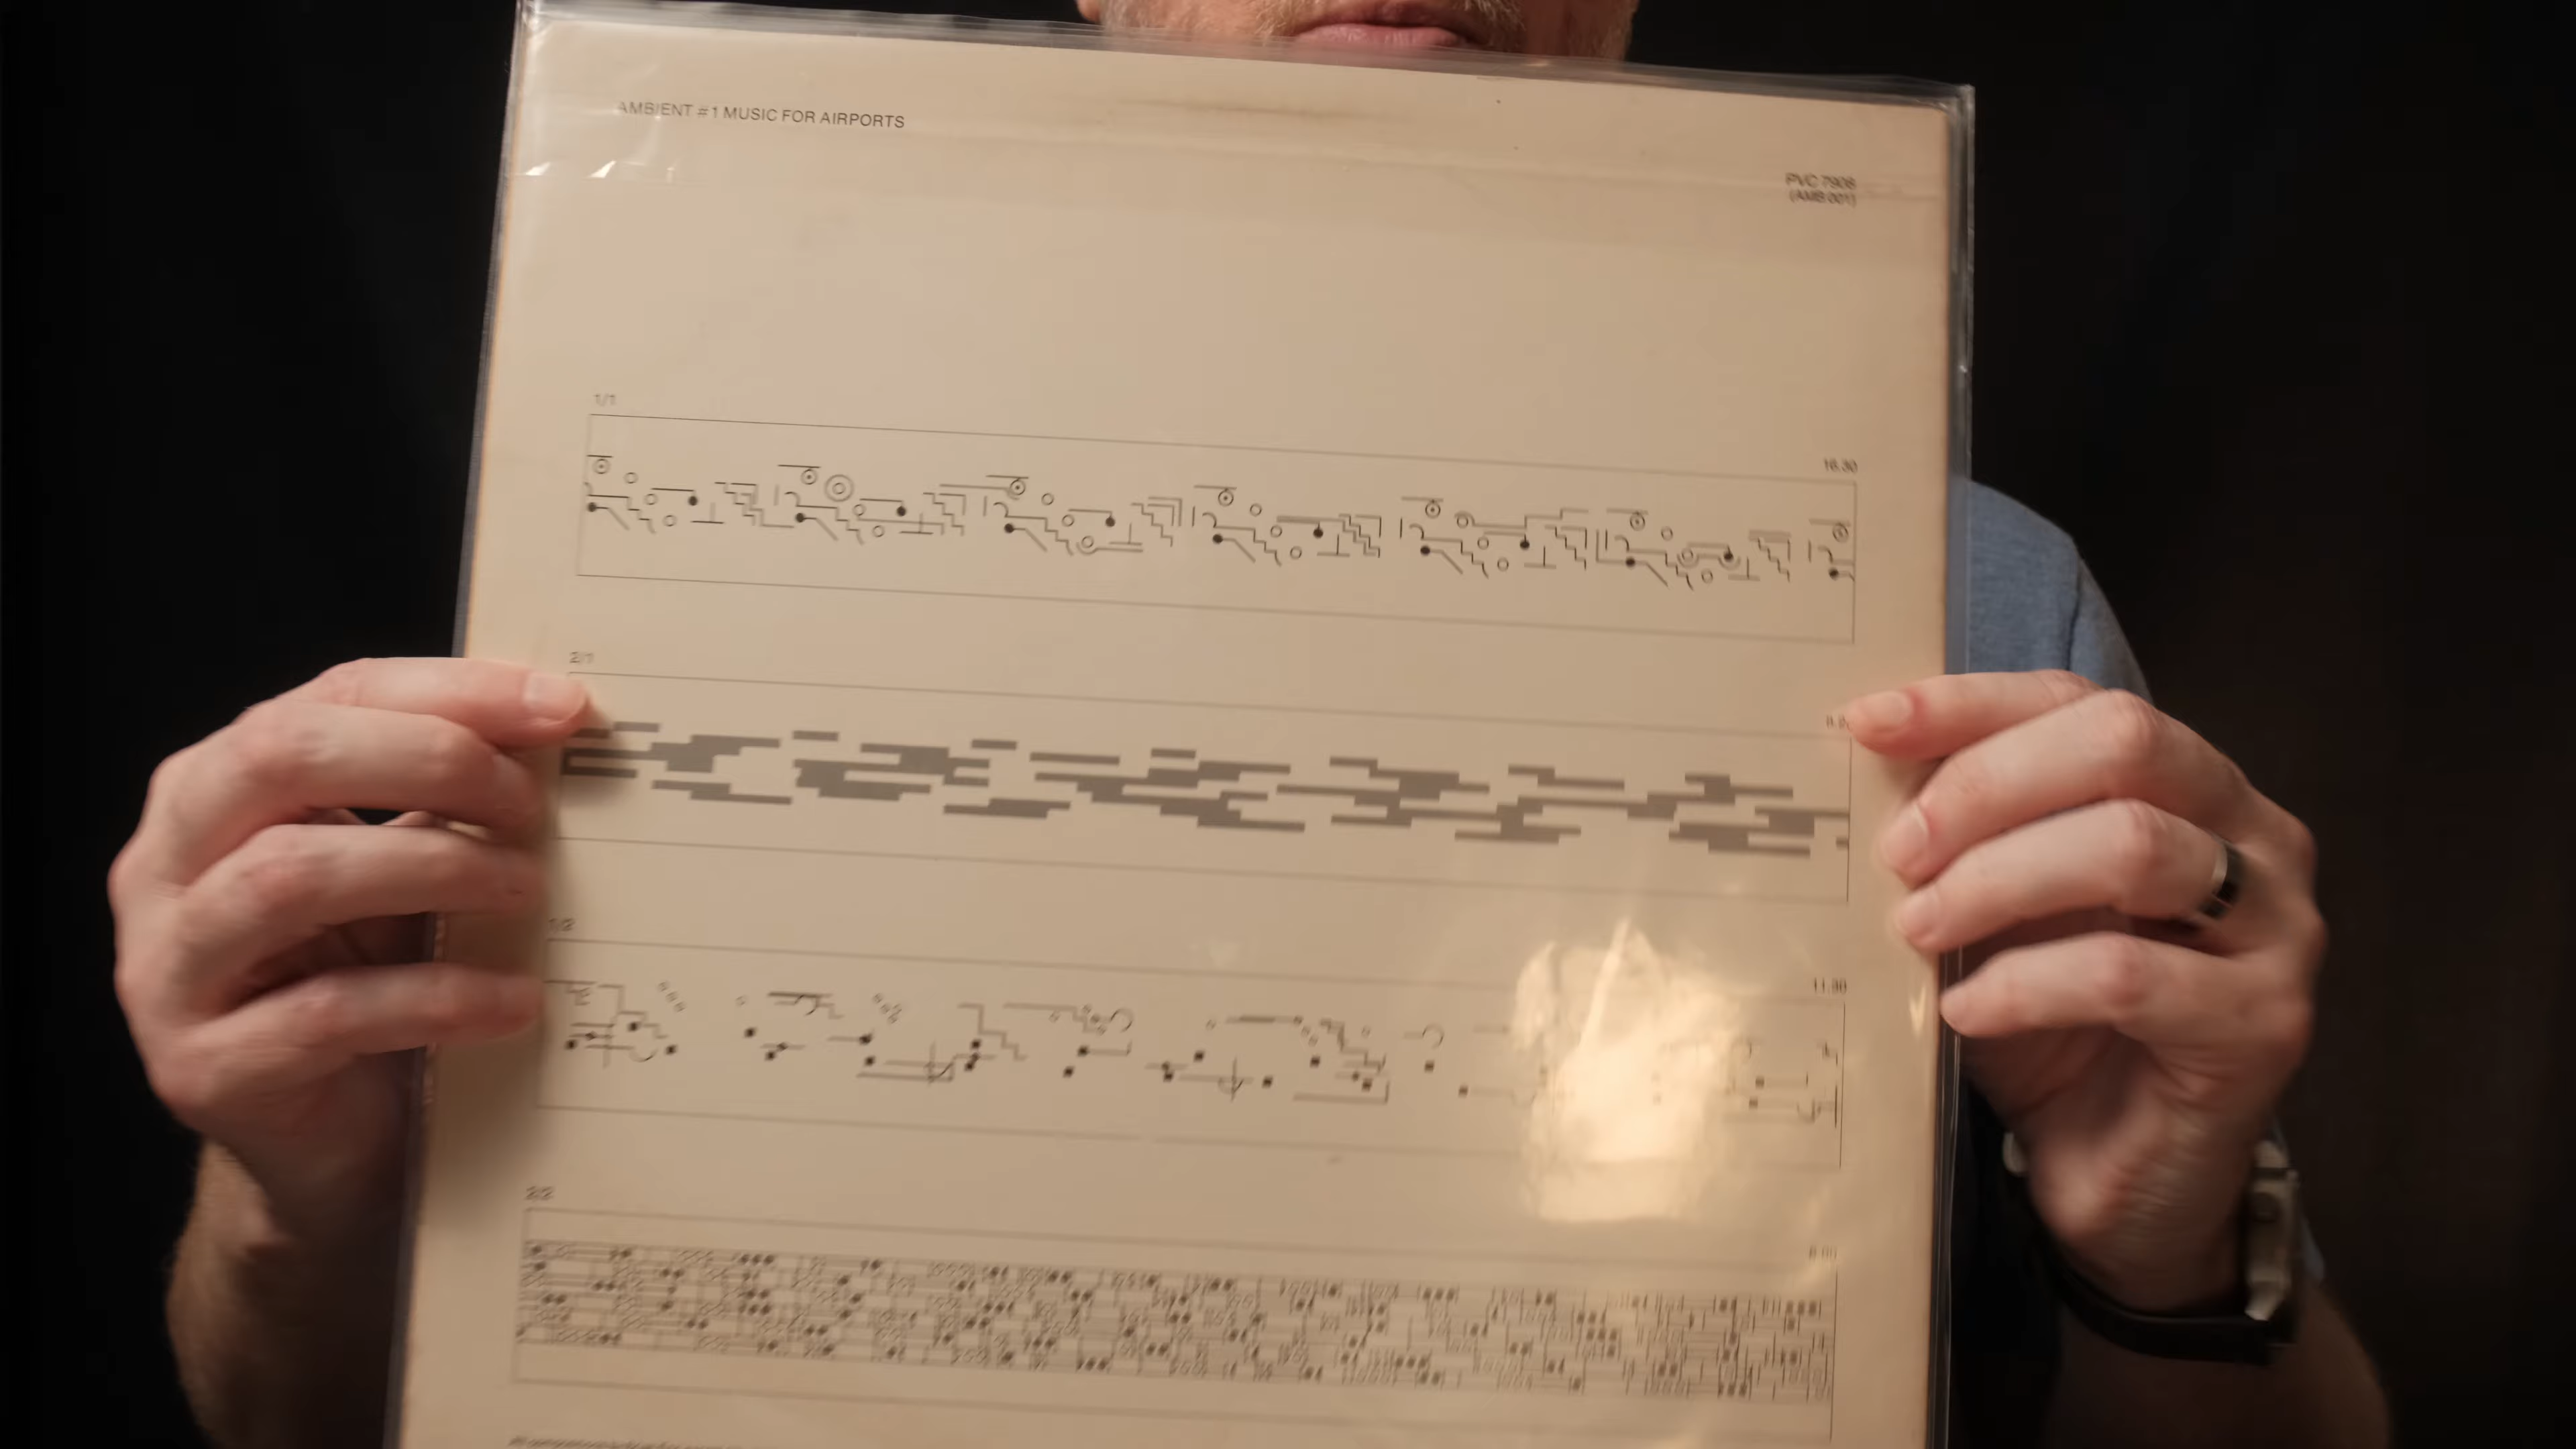 AMBIENT #1 MUSIC FOR AIRPORTS
PVC 7908
(AMB 001)
1/1
16.30
2/1
1/2
11.30
2/2